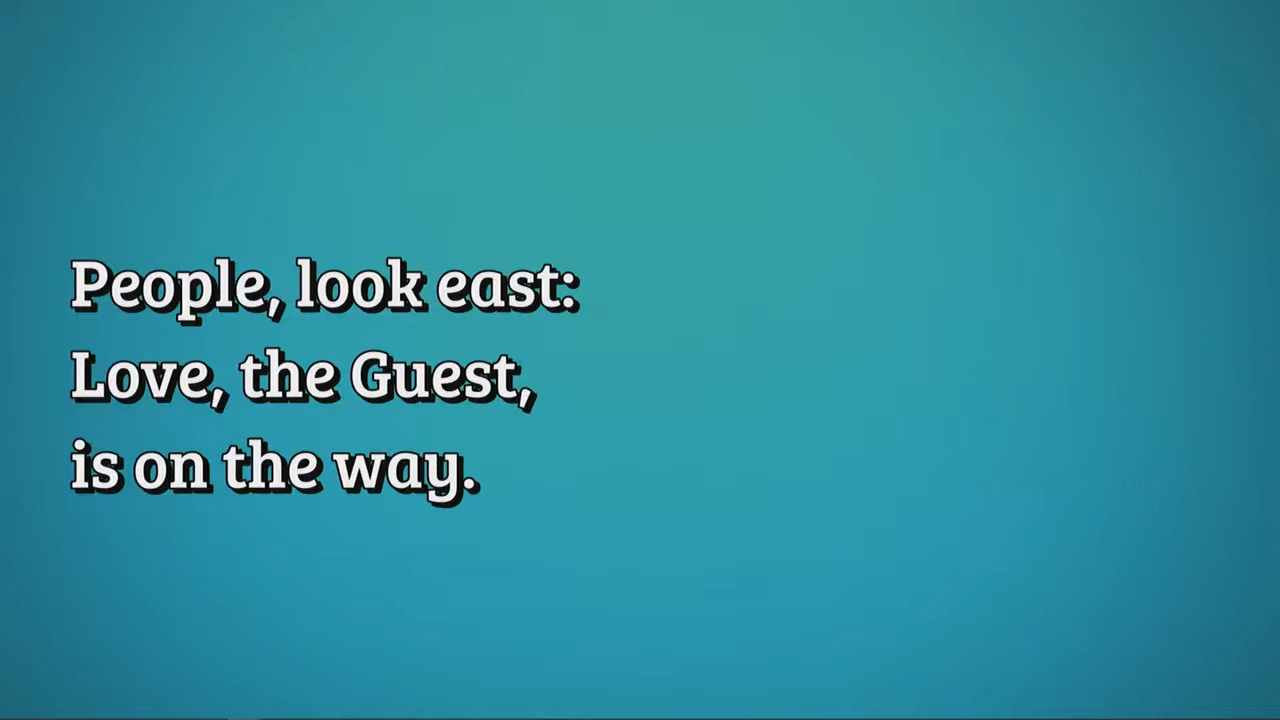 People, look east:
Love, the Guest,
is on the way.